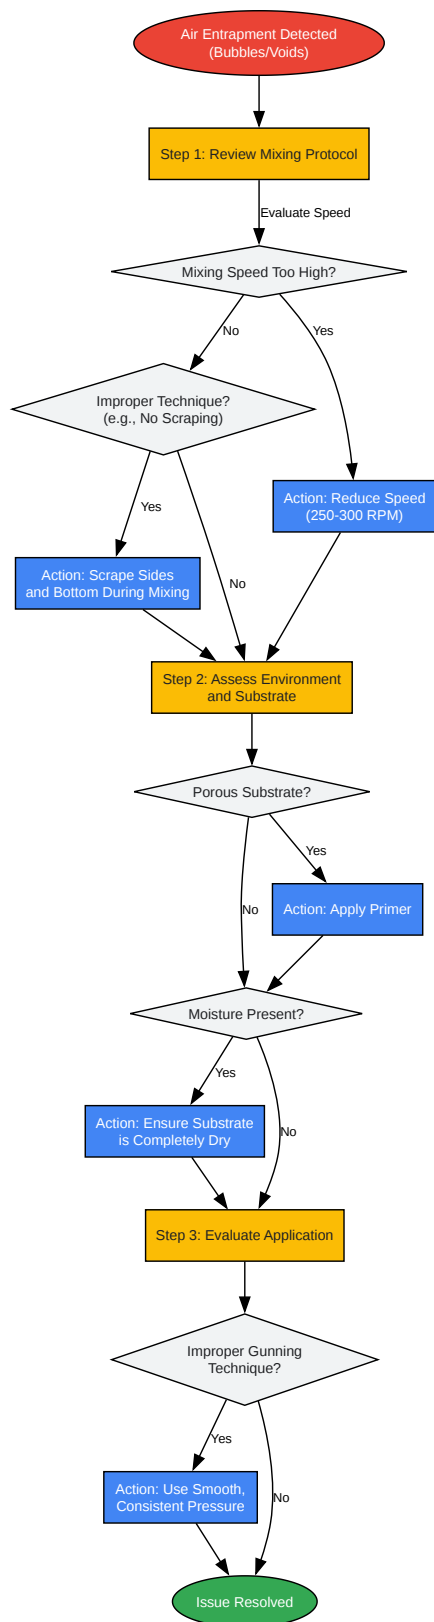 Air Entrapment Detected
(Bubbles/Voids)
Step 1: Review Mixing Protocol
Evaluate Speed
Mixing Speed Too High?
No
Yes
Improper Technique?
(e.g., No Scraping)
Action: Reduce Speed
(250-300 RPM)
Yes
No
Action: Scrape Sides
and Bottom During Mixing
Step 2: Assess Environment
and Substrate
Porous Substrate?
Yes
No
Action: Apply Primer
Moisture Present?
Yes
No
Action: Ensure Substrate
is Completely Dry
Step 3: Evaluate Application
Improper Gunning
Technique?
Yes
No
Action: Use Smooth,
Consistent Pressure
Issue Resolved